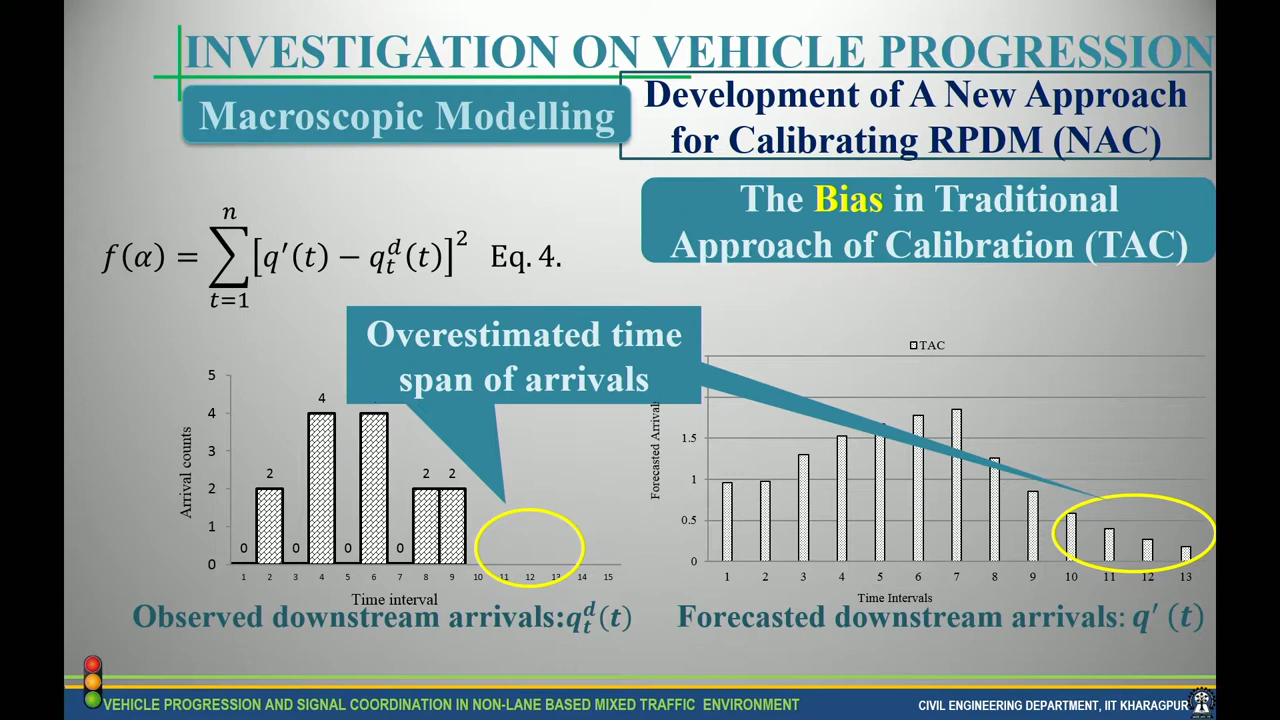 INVESTIGATION ON VEHICLE PROGRESSION
Macroscopic Modelling
Development of A New Approach
for Calibrating RPDM (NAC)
The Bias in Traditional
Approach of Calibration (TAC)
f(α) = ∑_{t=1}^{n} [q′(t) − q_t^d(t)]² Eq. 4.
Overestimated time
span of arrivals
Arrival counts
5
4
3
2
1
0
0
2
0
4
0
0
2
2
1 2 3 4 5 6 7 8 9 10 11 12 13 14 15
Time interval
Observed downstream arrivals: q_t^d(t)
TAC
Forecasted Arrivals
1.5
1
0.5
0
1 2 3 4 5 6 7 8 9 10 11 12 13
Time Intervals
Forecasted downstream arrivals: q′ (t)
VEHICLE PROGRESSION AND SIGNAL COORDINATION IN NON-LANE BASED MIXED TRAFFIC ENVIRONMENT
CIVIL ENGINEERING DEPARTMENT, IIT KHARAGPUR